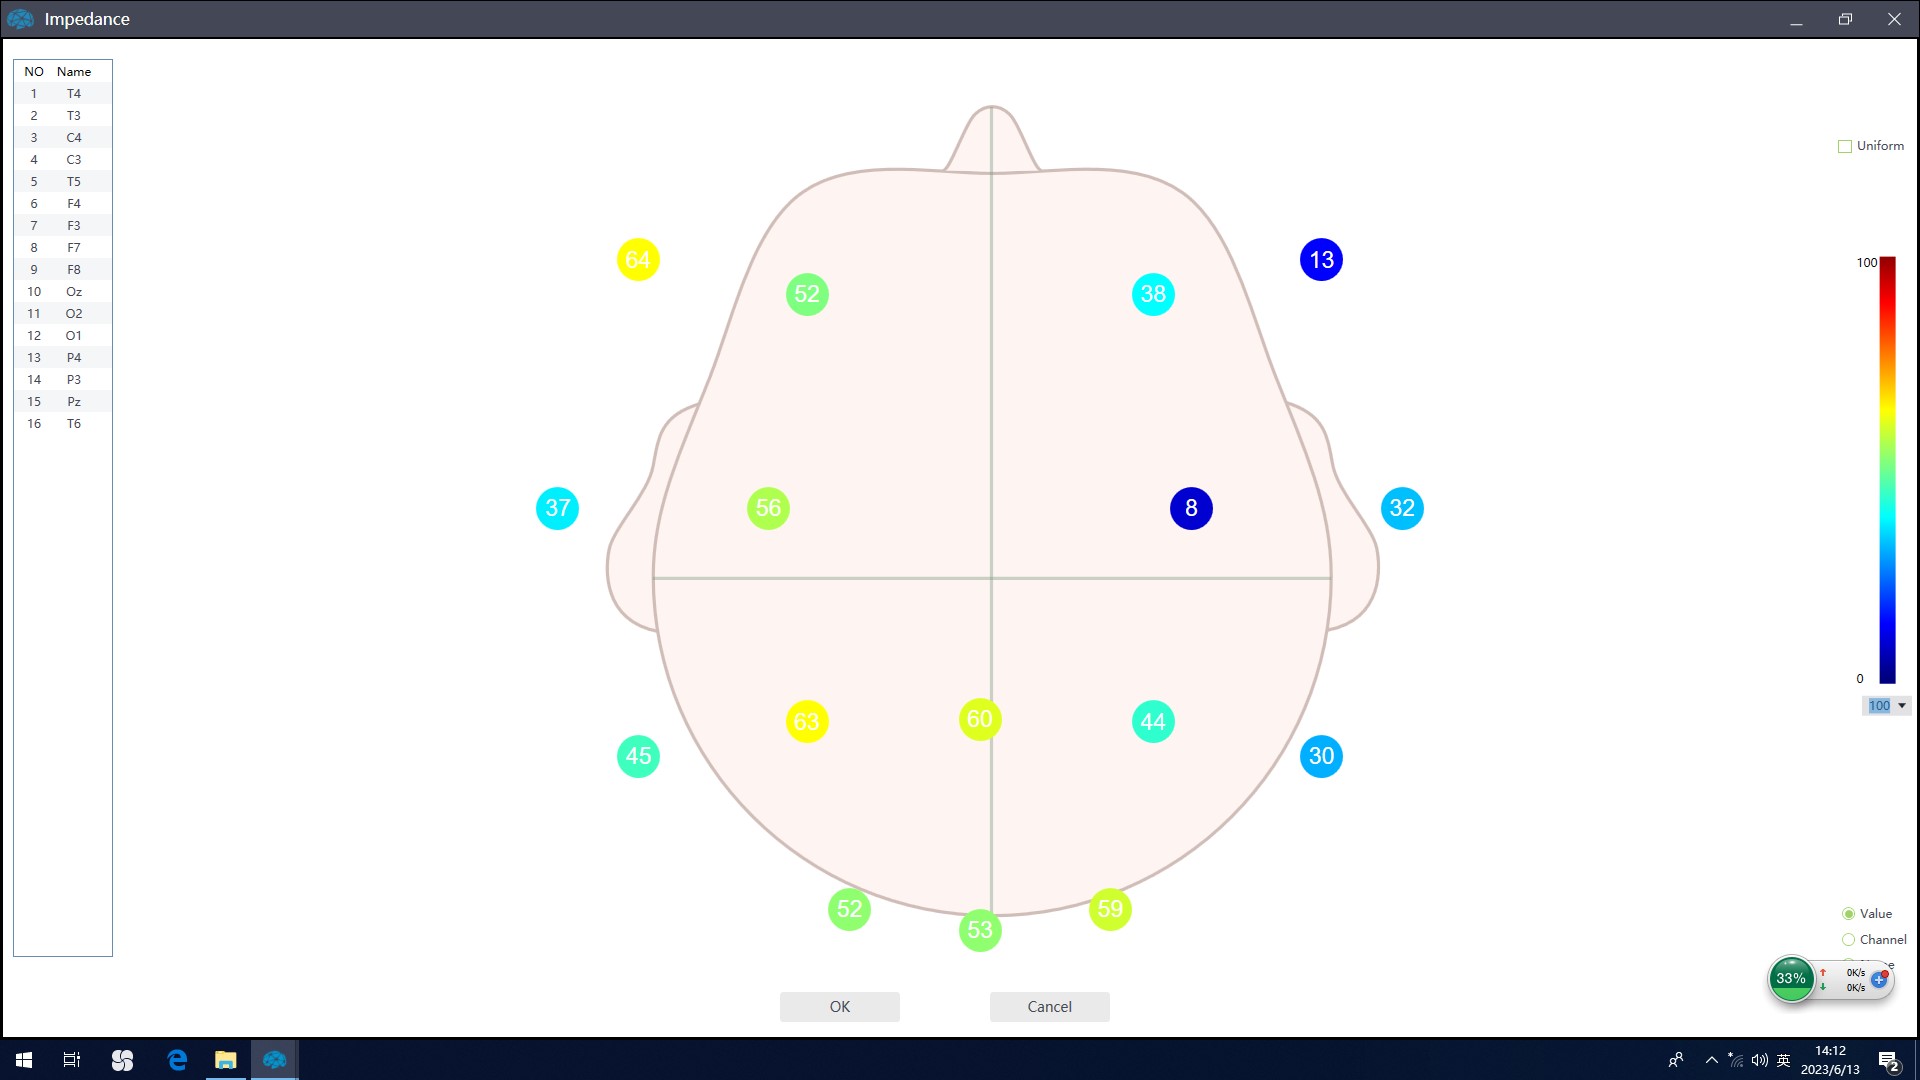 Impedance
NO Name
1 T4
2 T3
3 C4
4 C3
5 T5
6 F4
7 F3
8 F7
9 F8
10 Oz
11 O2
12 O1
13 P4
14 P3
15 Pz
16 T6
64
13
52
38
37
56
8
32
63
60
44
45
30
52
53
59
Uniform
100
0
100
Value
Channel
33%
0K/s
0K/s
OK
Cancel
英
14:12
2023/6/13
2